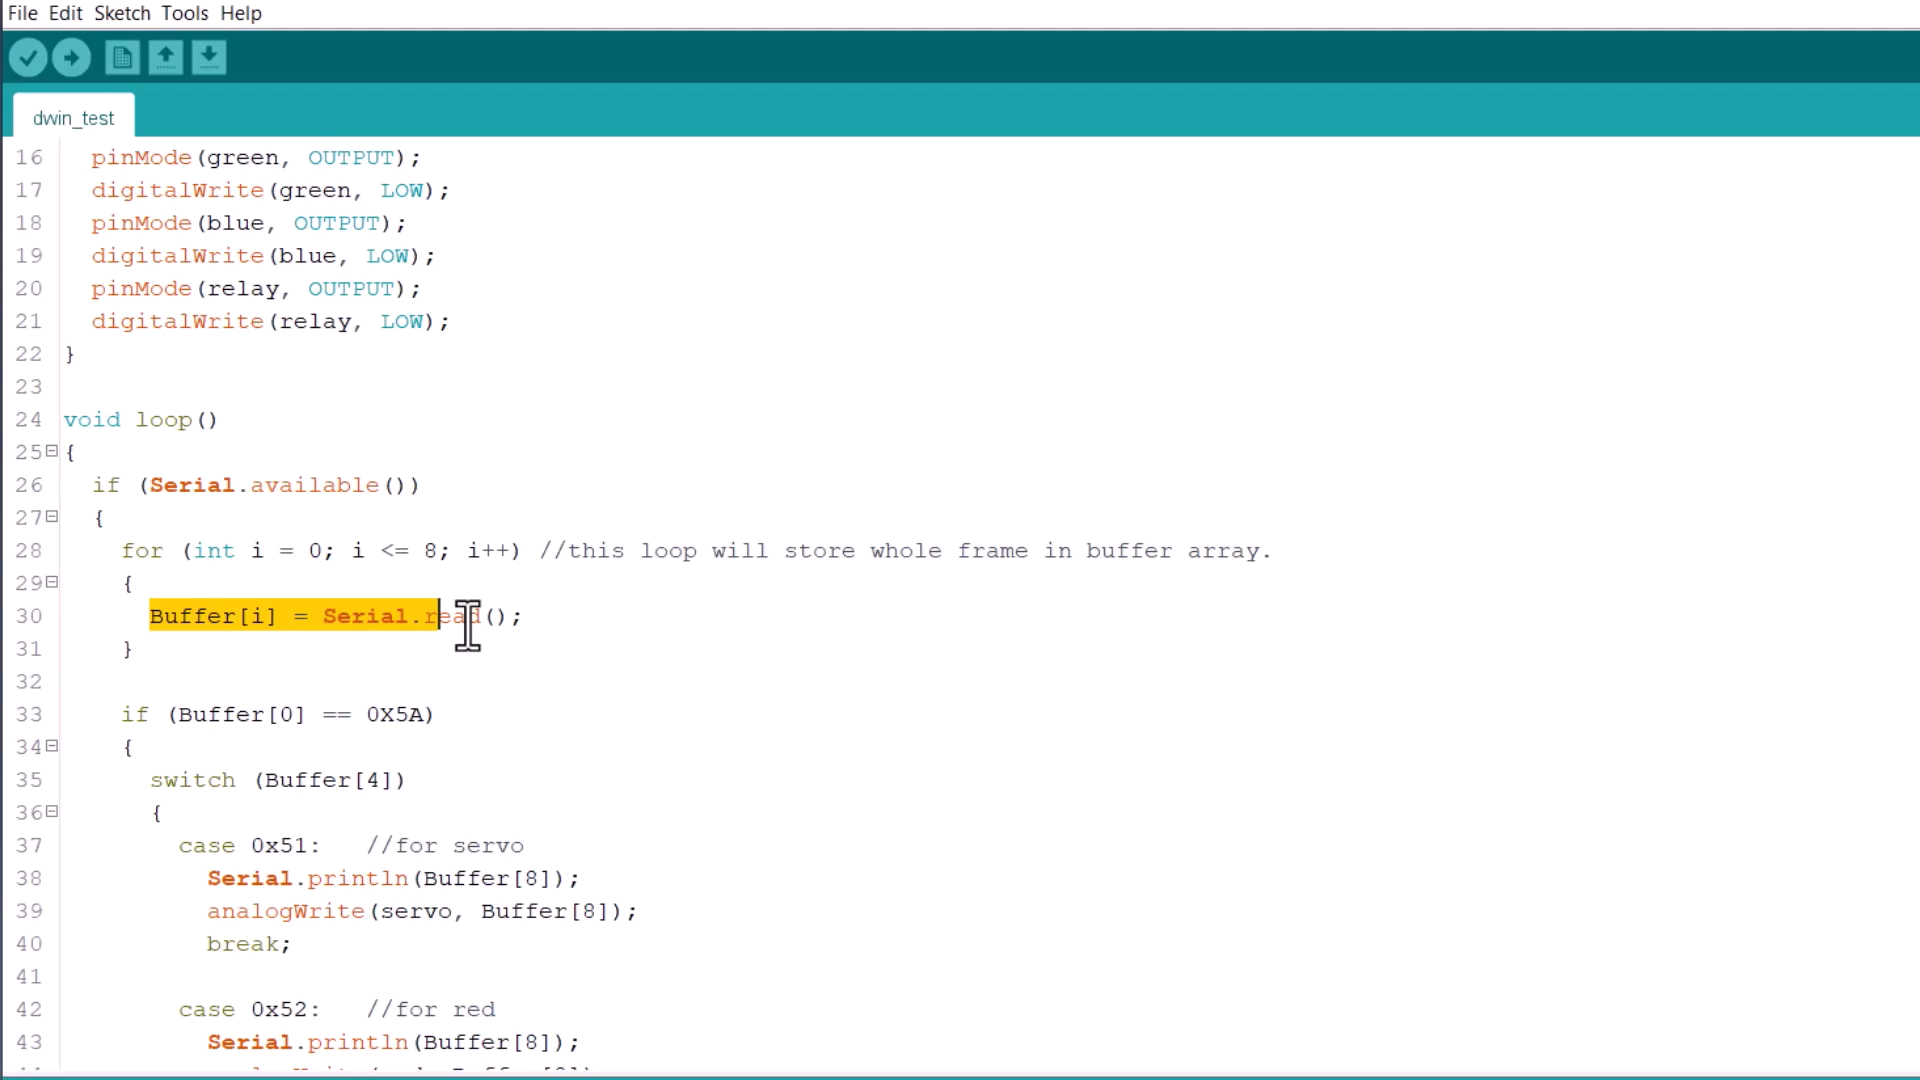 File Edit Sketch Tools Help
dwin_test
16 pinMode(green, OUTPUT);
17 digitalWrite(green, LOW);
18 pinMode(blue, OUTPUT);
19 digitalWrite(blue, LOW);
20 pinMode(relay, OUTPUT);
21 digitalWrite(relay, LOW);
22 }
23
24 void loop()
25 {
26 if (Serial.available())
27 {
28 for (int i = 0; i <= 8; i++) //this loop will store whole frame in buffer array.
29 {
30 Buffer[i] = Serial.read();
31 }
32
33 if (Buffer[0] == 0X5A)
34 {
35 switch (Buffer[4])
36 {
37 case 0x51: //for servo
38 Serial.println(Buffer[8]);
39 analogWrite(servo, Buffer[8]);
40 break;
41
42 case 0x52: //for red
43 Serial.println(Buffer[8]);